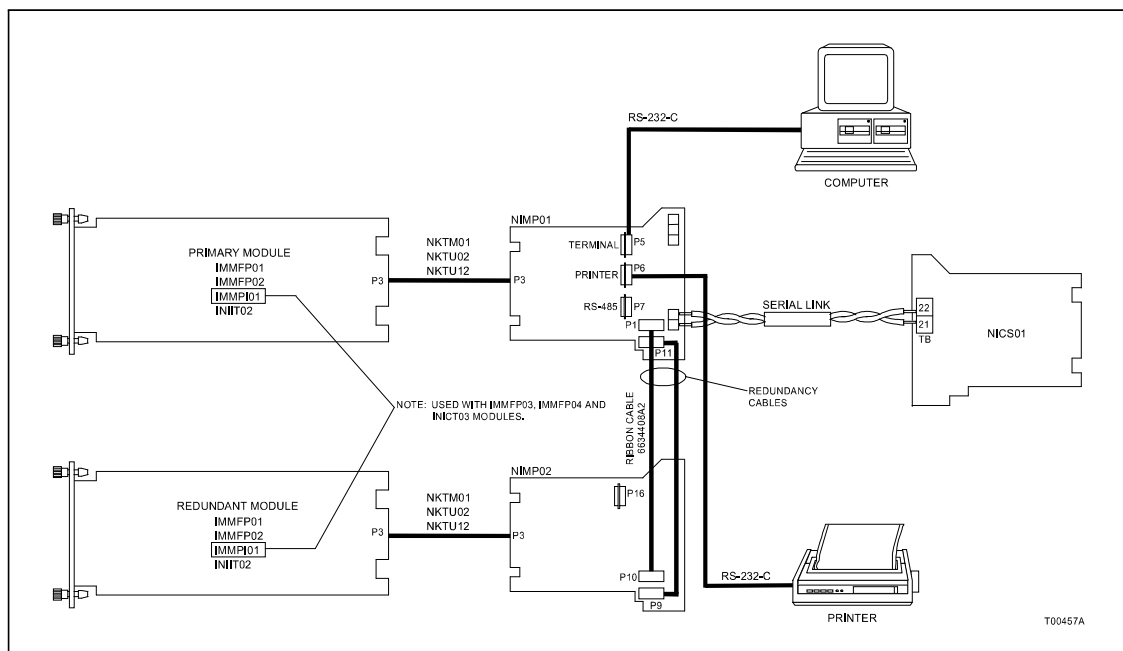 RS-232-C
COMPUTER
NIMP01
TERMINAL
P5
PRINTER
P6
RS-485
P7
P1
P11
P3
PRIMARY MODULE
IMMFP01
IMMFP02
IMMPI01
INIIT02
P3
NKTM01
NKTU02
NKTU12
SERIAL LINK
22
21
TB
NICS01
REDUNDANCY
CABLES
NOTE: USED WITH IMMFP03, IMMFP04 AND
INICT03 MODULES.
RIBBON CABLE
6634408A2
NIMP02
P16
P3
P10
P9
REDUNDANT MODULE
IMMFP01
IMMFP02
IMMPI01
INIIT02
P3
NKTM01
NKTU02
NKTU12
RS-232-C
PRINTER
T00457A